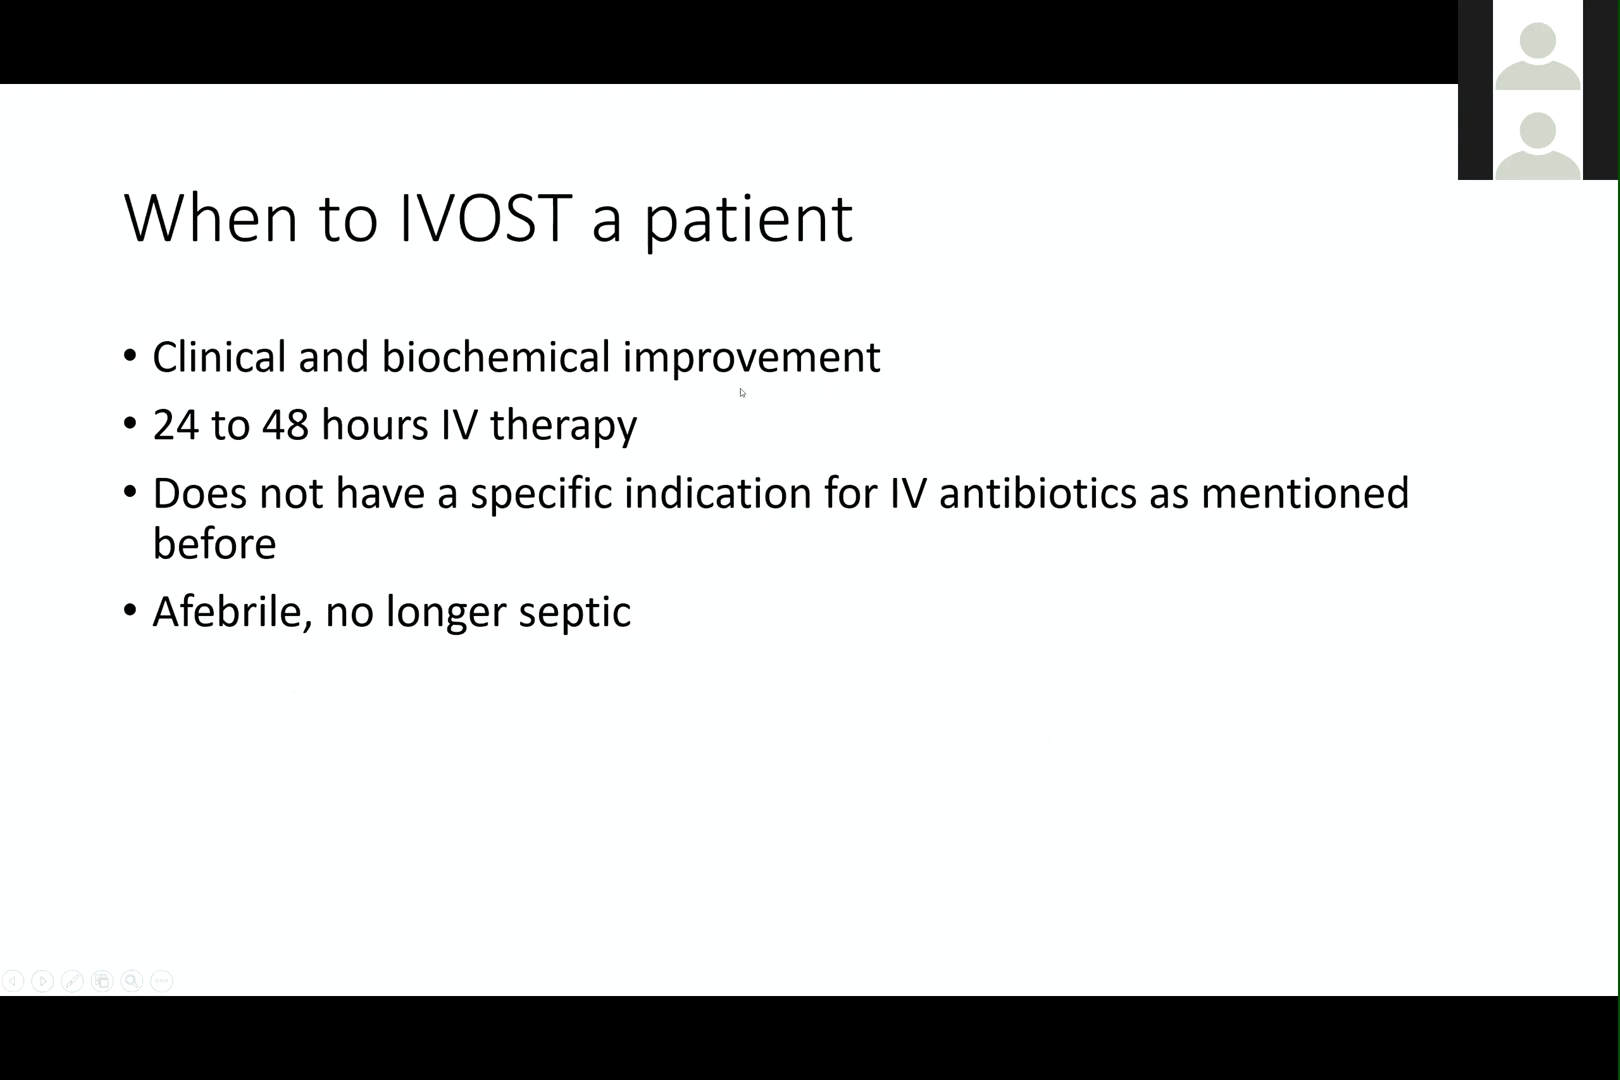 When to IVOST a patient
• Clinical and biochemical improvement
• 24 to 48 hours IV therapy
• Does not have a specific indication for IV antibiotics as mentioned
before
• Afebrile, no longer septic